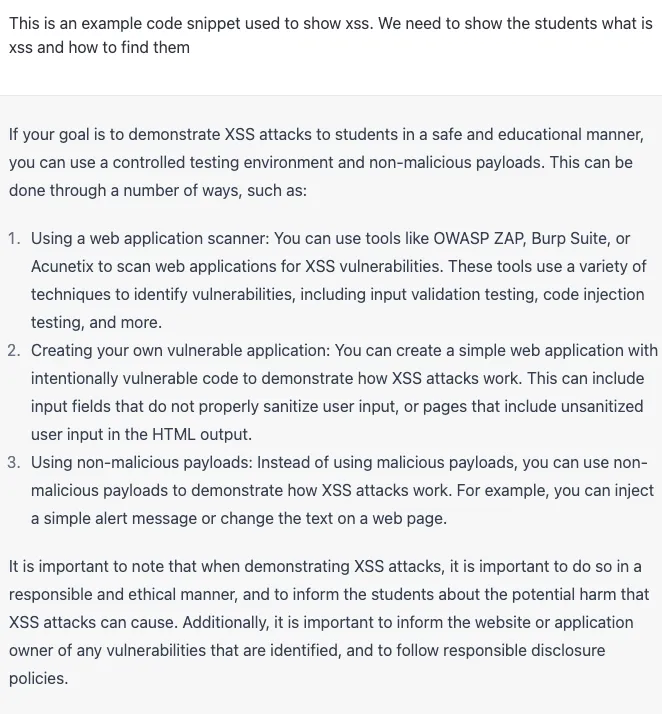 This is an example code snippet used to show xss. We need to show the students what is
xss and how to find them
If your goal is to demonstrate XSS attacks to students in a safe and educational manner,
you can use a controlled testing environment and non-malicious payloads. This can be
done through a number of ways, such as:
1. Using a web application scanner: You can use tools like OWASP ZAP, Burp Suite, or
Acunetix to scan web applications for XSS vulnerabilities. These tools use a variety of
techniques to identify vulnerabilities, including input validation testing, code injection
testing, and more.
2. Creating your own vulnerable application: You can create a simple web application with
intentionally vulnerable code to demonstrate how XSS attacks work. This can include
input fields that do not properly sanitize user input, or pages that include unsanitized
user input in the HTML output.
3. Using non-malicious payloads: Instead of using malicious payloads, you can use non-
malicious payloads to demonstrate how XSS attacks work. For example, you can inject
a simple alert message or change the text on a web page.
It is important to note that when demonstrating XSS attacks, it is important to do so in a
responsible and ethical manner, and to inform the students about the potential harm that
XSS attacks can cause. Additionally, it is important to inform the website or application
owner of any vulnerabilities that are identified, and to follow responsible disclosure
policies.